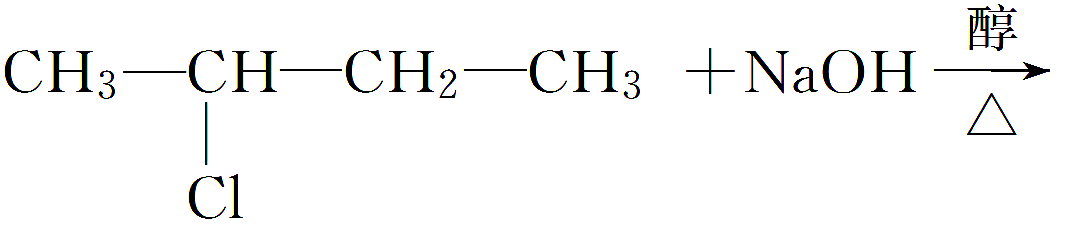 醇
CH₃—CH—CH₂—CH₃ +NaOH ⟶
△
Cl